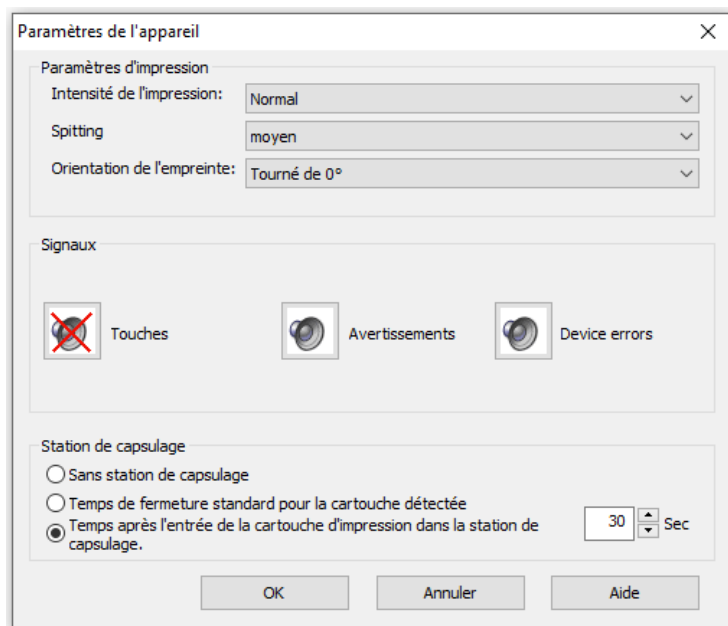 Paramètres de l'appareil
Paramètres d'impression
Intensité de l'impression: Normal
Spitting moyen
Orientation de l'empreinte: Tourné de 0°
Signaux
Touches Avertissements Device errors
Station de capsulage
Sans station de capsulage
Temps de fermeture standard pour la cartouche détectée
Temps après l'entrée de la cartouche d'impression dans la station de
capsulage.
30 Sec
OK Annuler Aide